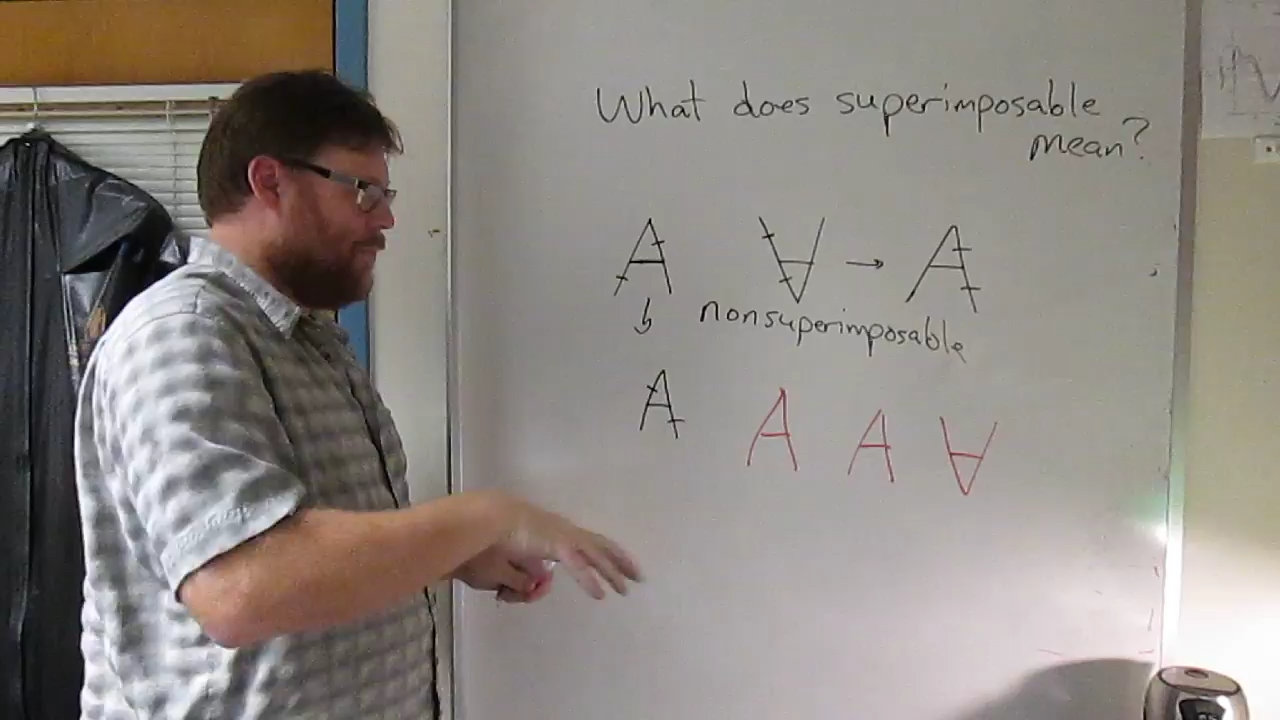 What does superimposable
mean?
A ∀ → A
↓ nonsuperimposable
A A A ∀